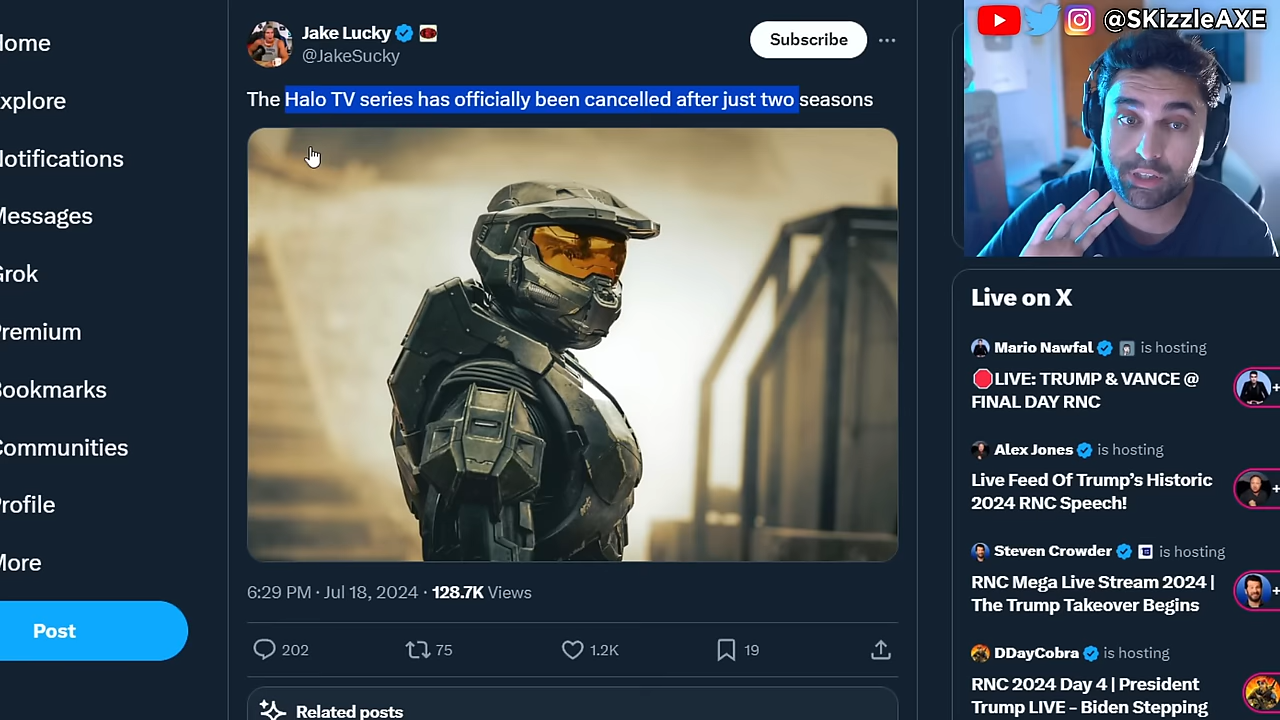 @SKizzleAXE
ome
xplore
otifications
essages
rok
remium
ookmarks
ommunities
rofile
ore
Post
Jake Lucky
@JakeSucky
Subscribe
The Halo TV series has officially been cancelled after just two seasons
6:29 PM · Jul 18, 2024 · 128.7K Views
202
75
1.2K
19
Related posts
Live on X
Mario Nawfal is hosting
LIVE: TRUMP & VANCE @
FINAL DAY RNC
Alex Jones is hosting
Live Feed Of Trump's Historic
2024 RNC Speech!
Steven Crowder is hosting
RNC Mega Live Stream 2024 |
The Trump Takeover Begins
DDayCobra is hosting
RNC 2024 Day 4 | President
Trump LIVE – Biden Stepping